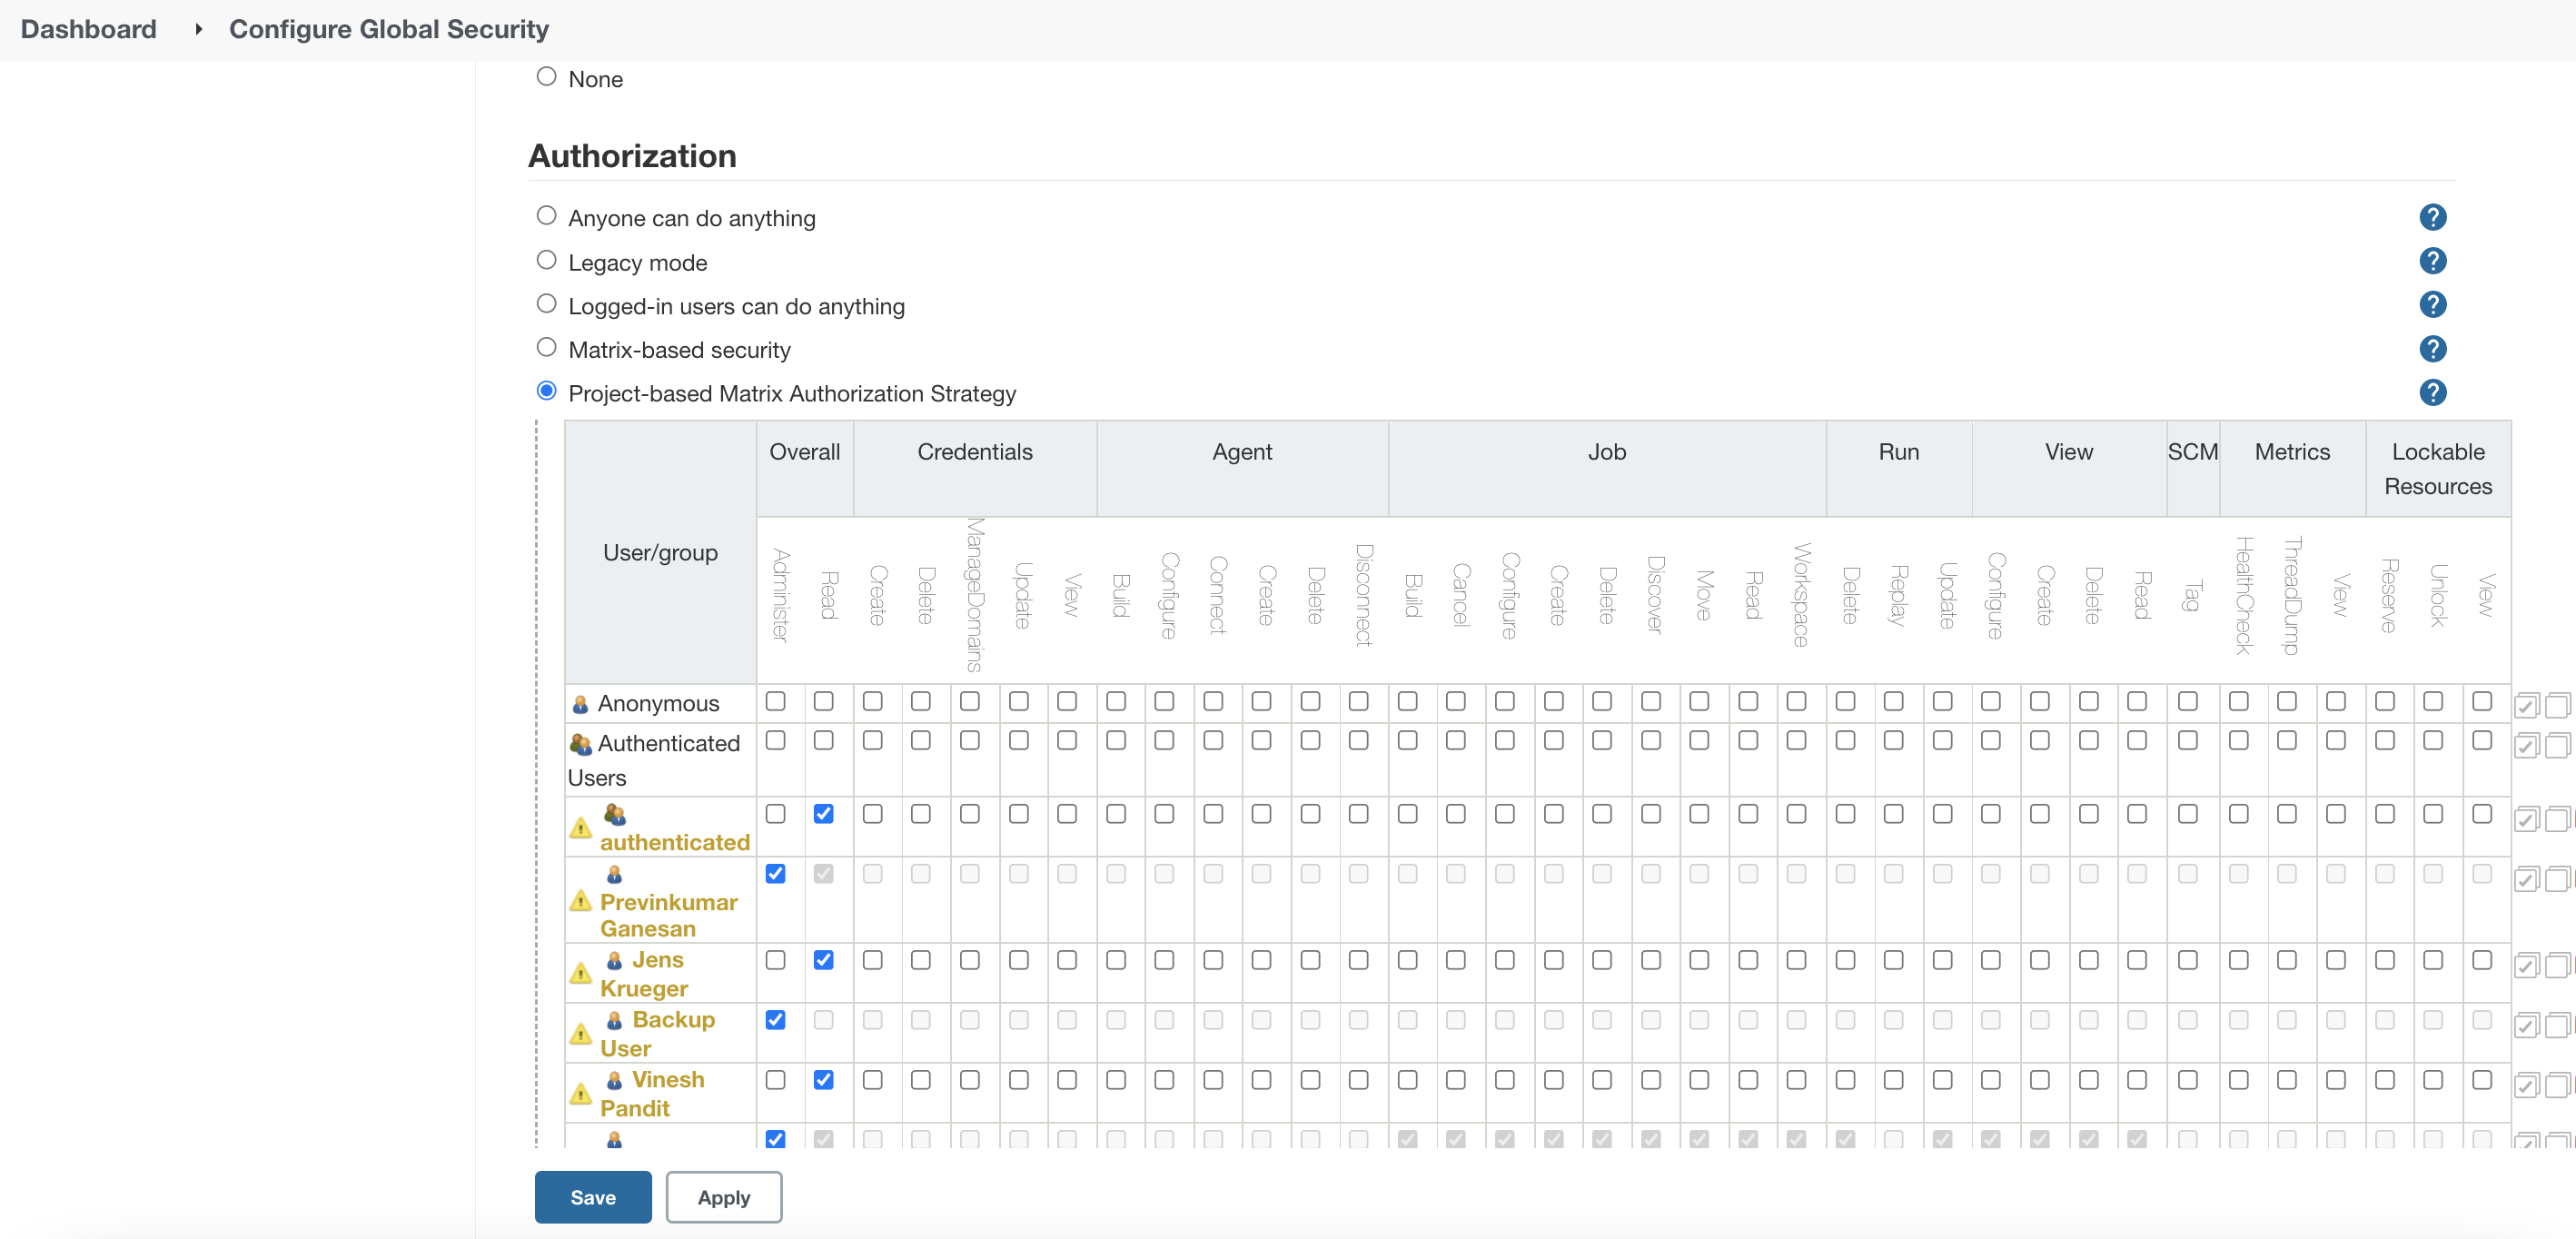 Dashboard Configure Global Security
None
Authorization
Anyone can do anything
Legacy mode
Logged-in users can do anything
Matrix-based security
Project-based Matrix Authorization Strategy
User/group
Overall Credentials Agent Job Run View SCM Metrics Lockable
Resources
Administer Read Create Delete ManageDomains Update View Build Configure Connect Create Delete Disconnect Build Cancel Configure Create Delete Discover Move Read Workspace Delete Replay Update Configure Create Delete Read Tag HealthCheck ThreadDump View Reserve Unlock View
Anonymous
Authenticated
Users
authenticated
Previnkumar
Ganesan
Jens
Krueger
Backup
User
Vinesh
Pandit
Save Apply